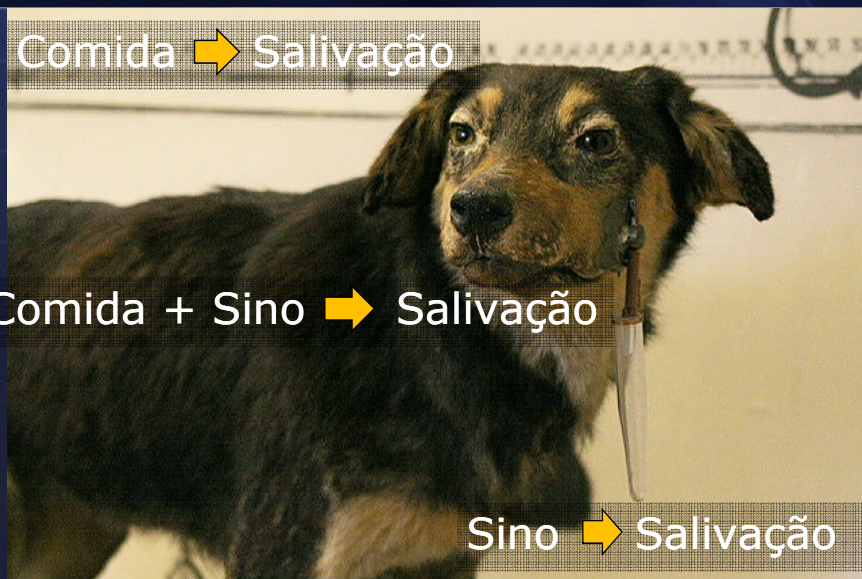 Comida ➡ Salivação
Comida + Sino ➡ Salivação
Sino ➡ Salivação